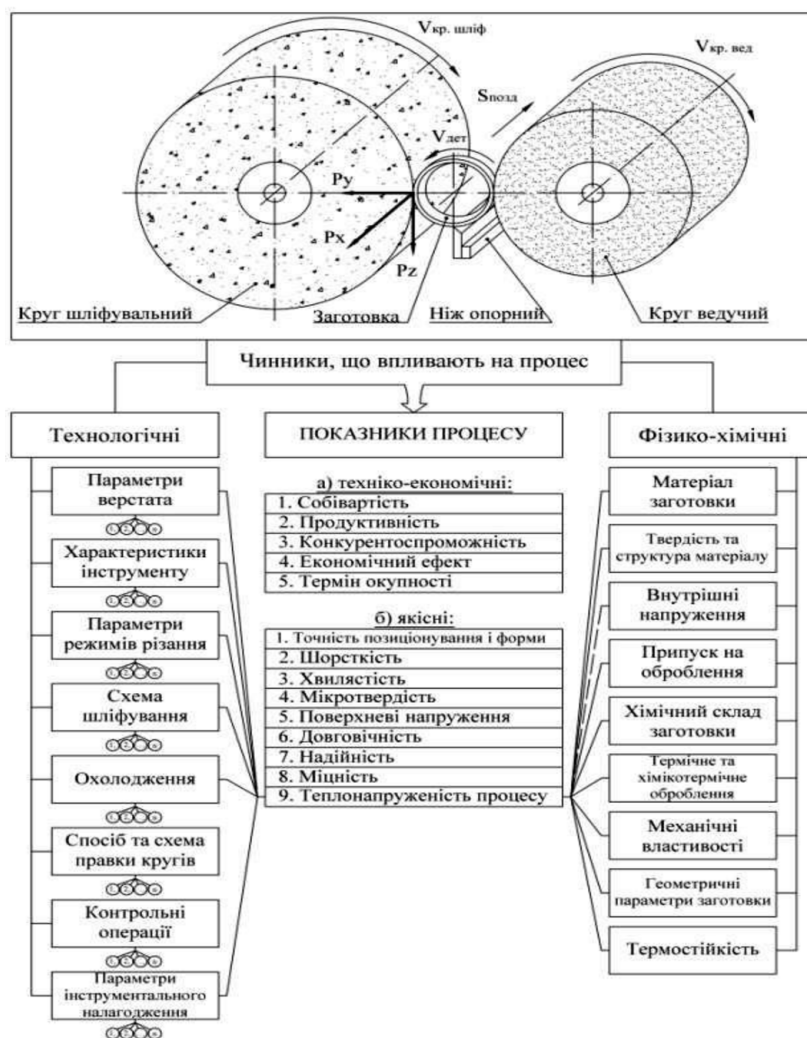 Vкр. шліф
Vкр. вед
Sпозд
Vдет
Py
Px
Pz
Круг шліфувальний
Заготовка
Ніж опорний
Круг ведучий
Чинники, що впливають на процес
Технологічні
ПОКАЗНИКИ ПРОЦЕСУ
Фізико-хімічні
Параметри
верстата
Характеристики
інструменту
Параметри
режимів різання
Схема
шліфування
Охолодження
Спосіб та схема
правки кругів
Контрольні
операції
Параметри
інструментального
налагодження
а) техніко-економічні:
1. Собівартість
2. Продуктивність
3. Конкурентоспроможність
4. Економічний ефект
5. Термін окупності
б) якісні:
1. Точність позиціонування і форми
2. Шорсткість
3. Хвилястість
4. Мікротвердість
5. Поверхневі напруження
6. Довговічність
7. Надійність
8. Міцність
9. Теплонапруженість процесу
Матеріал
заготовки
Твердість та
структура матеріалу
Внутрішні
напруження
Припуск на
оброблення
Хімічний склад
заготовки
Термічне та
хімікотермічне
оброблення
Механічні
властивості
Геометричні
параметри заготовки
Термостійкість